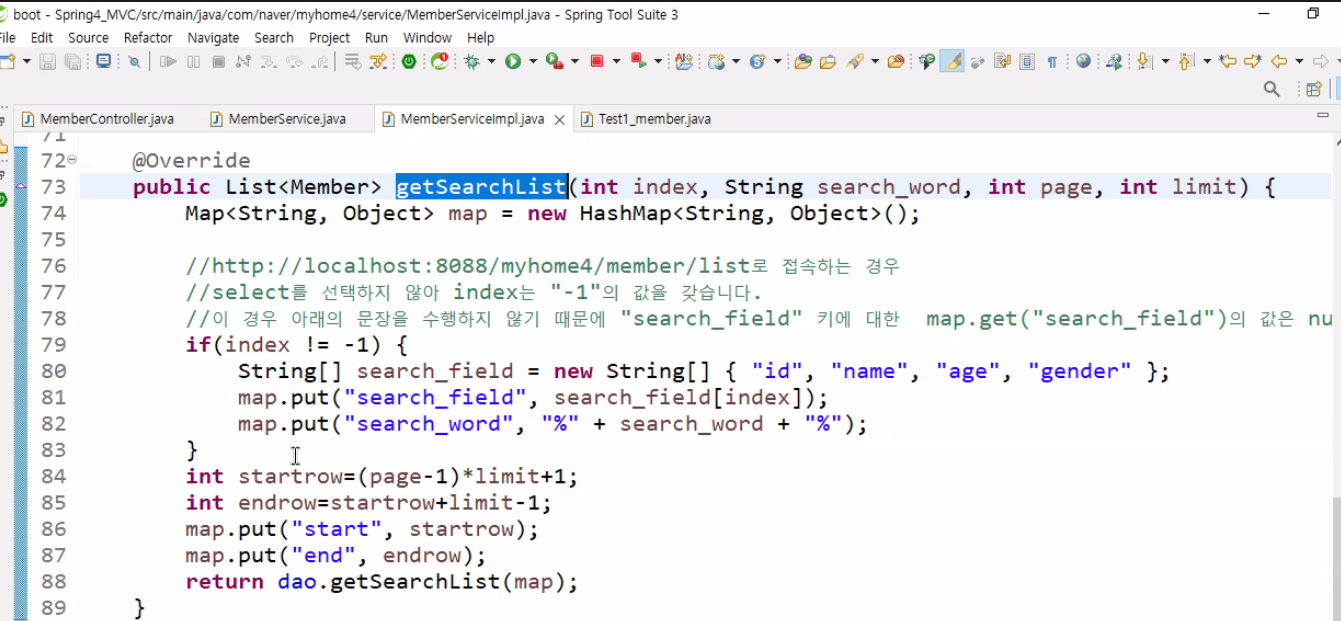 boot - Spring4_MVC/src/main/java/com/naver/myhome4/service/MemberServiceImpl.java - Spring Tool Suite 3
File Edit Source Refactor Navigate Search Project Run Window Help
MemberController.java MemberService.java MemberServiceImpl.java Test1_member.java
71
72 @Override
73 public List<Member> getSearchList(int index, String search_word, int page, int limit) {
74 Map<String, Object> map = new HashMap<String, Object>();
75
76 //http://localhost:8088/myhome4/member/list로 접속하는 경우
77 //select를 선택하지 않아 index는 "-1"의 값을 갖습니다.
78 //이 경우 아래의 문장을 수행하지 않기 때문에 "search_field" 키에 대한 map.get("search_field")의 값은 nu
79 if(index != -1) {
80 String[] search_field = new String[] { "id", "name", "age", "gender" };
81 map.put("search_field", search_field[index]);
82 map.put("search_word", "%" + search_word + "%");
83 }
84 int startrow=(page-1)*limit+1;
85 int endrow=startrow+limit-1;
86 map.put("start", startrow);
87 map.put("end", endrow);
88 return dao.getSearchList(map);
89 }